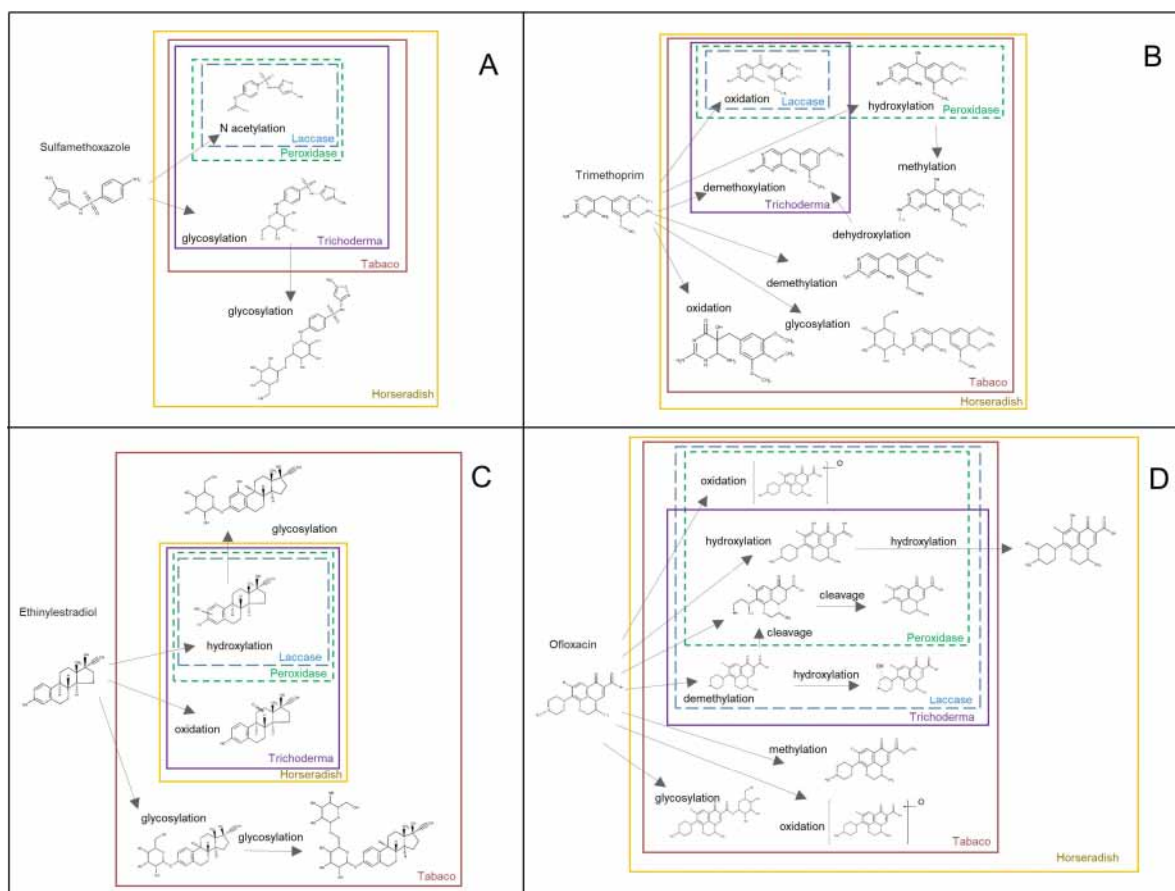 A
Sulfamethoxazole
N acetylation
Laccase
Peroxidase
glycosylation
Trichoderma
Tabaco
glycosylation
Horseradish
B
Trimethoprim
oxidation
Laccase
hydroxylation
Peroxidase
methylation
demethoxylation
Trichoderma
dehydroxylation
demethylation
oxidation
glycosylation
Tabaco
Horseradish
C
glycosylation
Ethinylestradiol
hydroxylation
Laccase
Peroxidase
oxidation
Trichoderma
Horseradish
glycosylation
glycosylation
Tabaco
D
oxidation
hydroxylation
hydroxylation
cleavage
cleavage
Peroxidase
Ofloxacin
demethylation
hydroxylation
Laccase
Trichoderma
methylation
glycosylation
oxidation
Tabaco
Horseradish